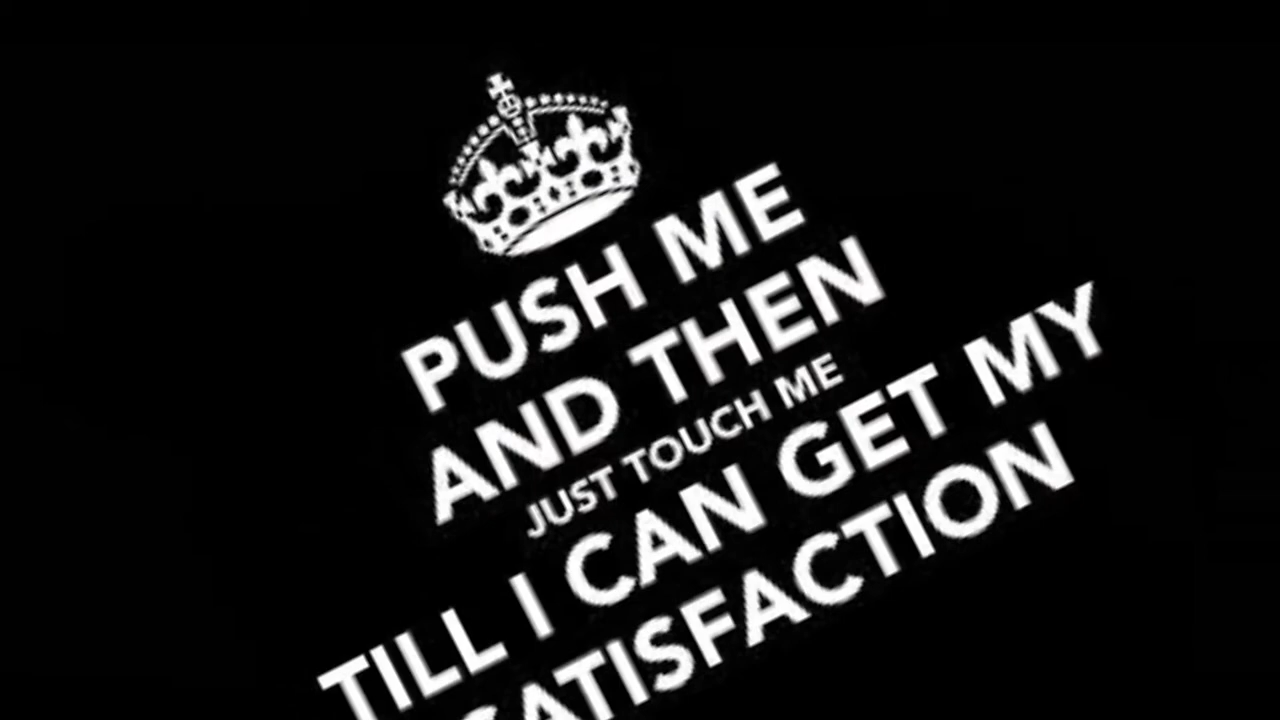 PUSH ME
AND THEN
JUST TOUCH ME
TILL I CAN GET MY
SATISFACTION